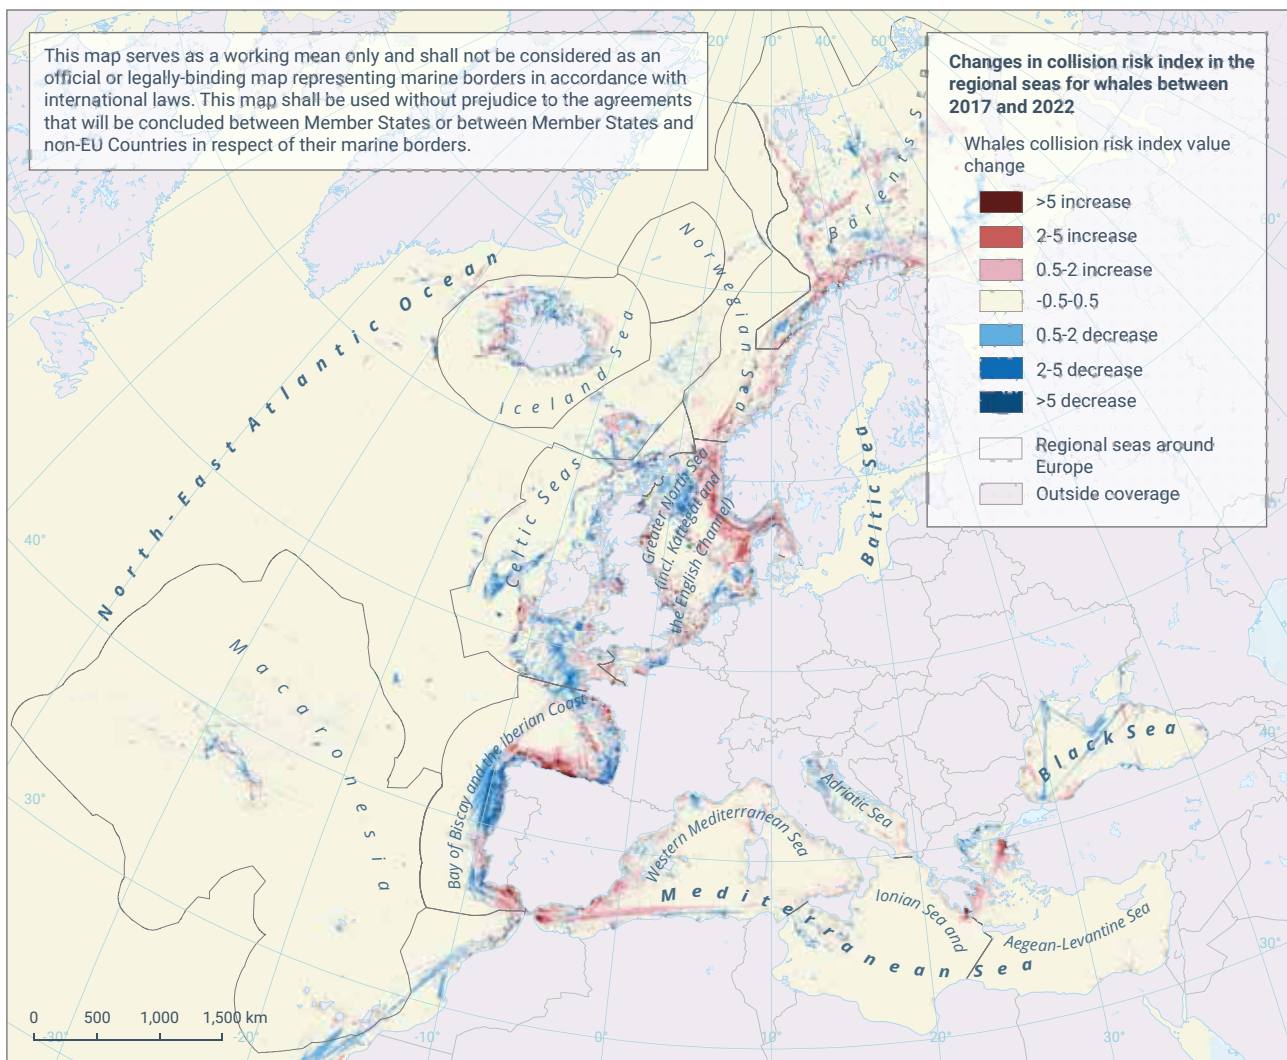 This map serves as a working mean only and shall not be considered as an
official or legally-binding map representing marine borders in accordance with
international laws. This map shall be used without prejudice to the agreements
that will be concluded between Member States or between Member States and
non-EU Countries in respect of their marine borders.
20°
10°
40°
60°
Changes in collision risk index in the
regional seas for whales between
2017 and 2022
Whales collision risk index value
change
>5 increase
2-5 increase
0.5-2 increase
-0.5-0.5
0.5-2 decrease
2-5 decrease
>5 decrease
Regional seas around
Europe
Outside coverage
60°
Barents Sea
Norwegian Sea
North-East Atlantic Ocean
Iceland Sea
Celtic Seas
Greater North Sea
(incl. Kattegat and
the English Channel)
Baltic Sea
40°
Macaronesia
Bay of Biscay and the Iberian Coast
Black Sea
40°
Adriatic Sea
Western Mediterranean Sea
30°
Mediterranean Sea
Ionian Sea and
Aegean-Levantine Sea
30°
0 500 1,000 1,500 km
-30°
-20°
-10°
0°
10°
20°
30°